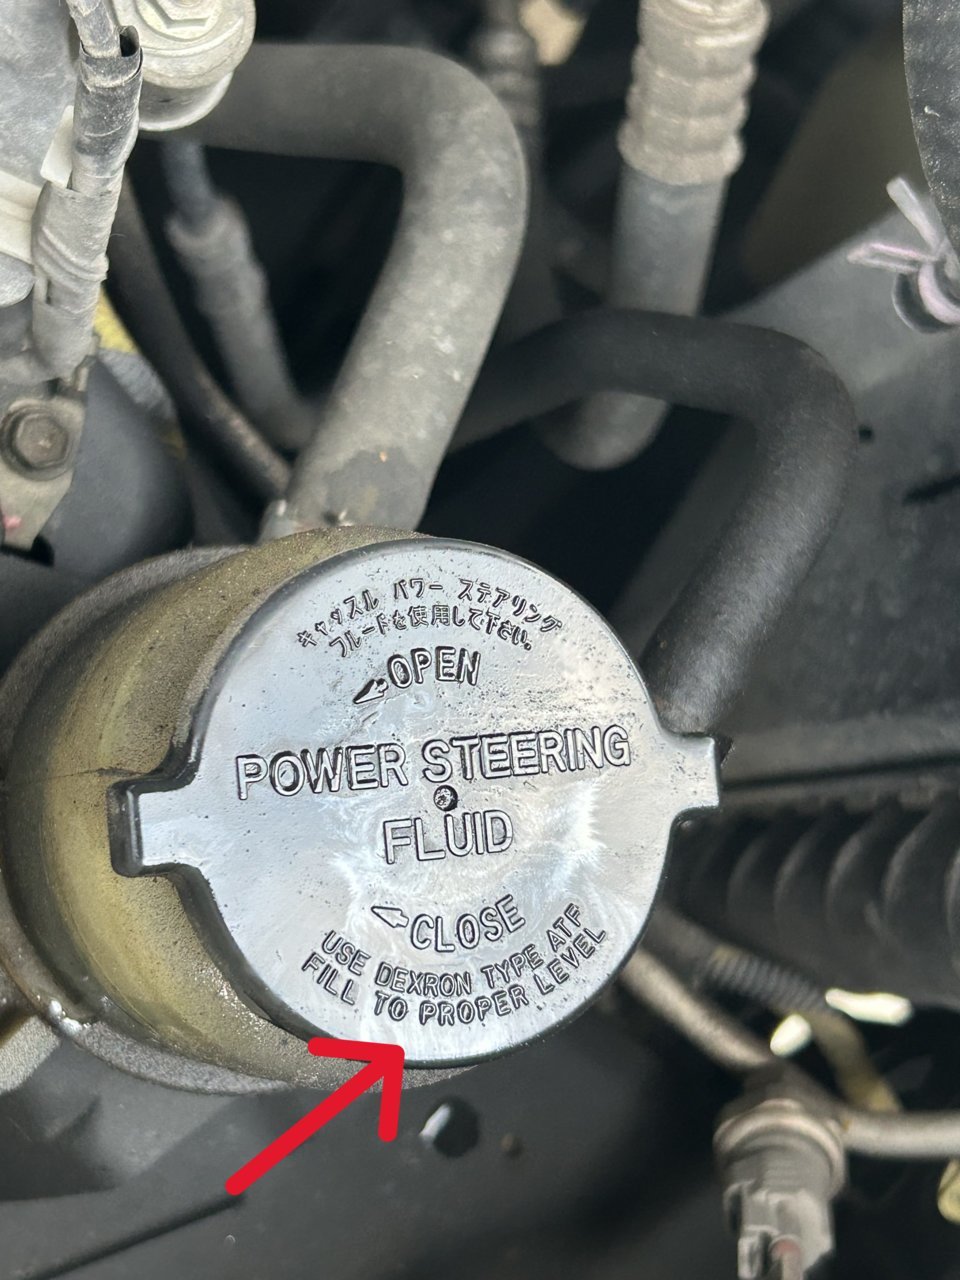 キャッスル パワー ステアリング
フルードを使用して下さい。
OPEN
POWER STEERING
FLUID
CLOSE
USE DEXRON TYPE ATF
FILL TO PROPER LEVEL